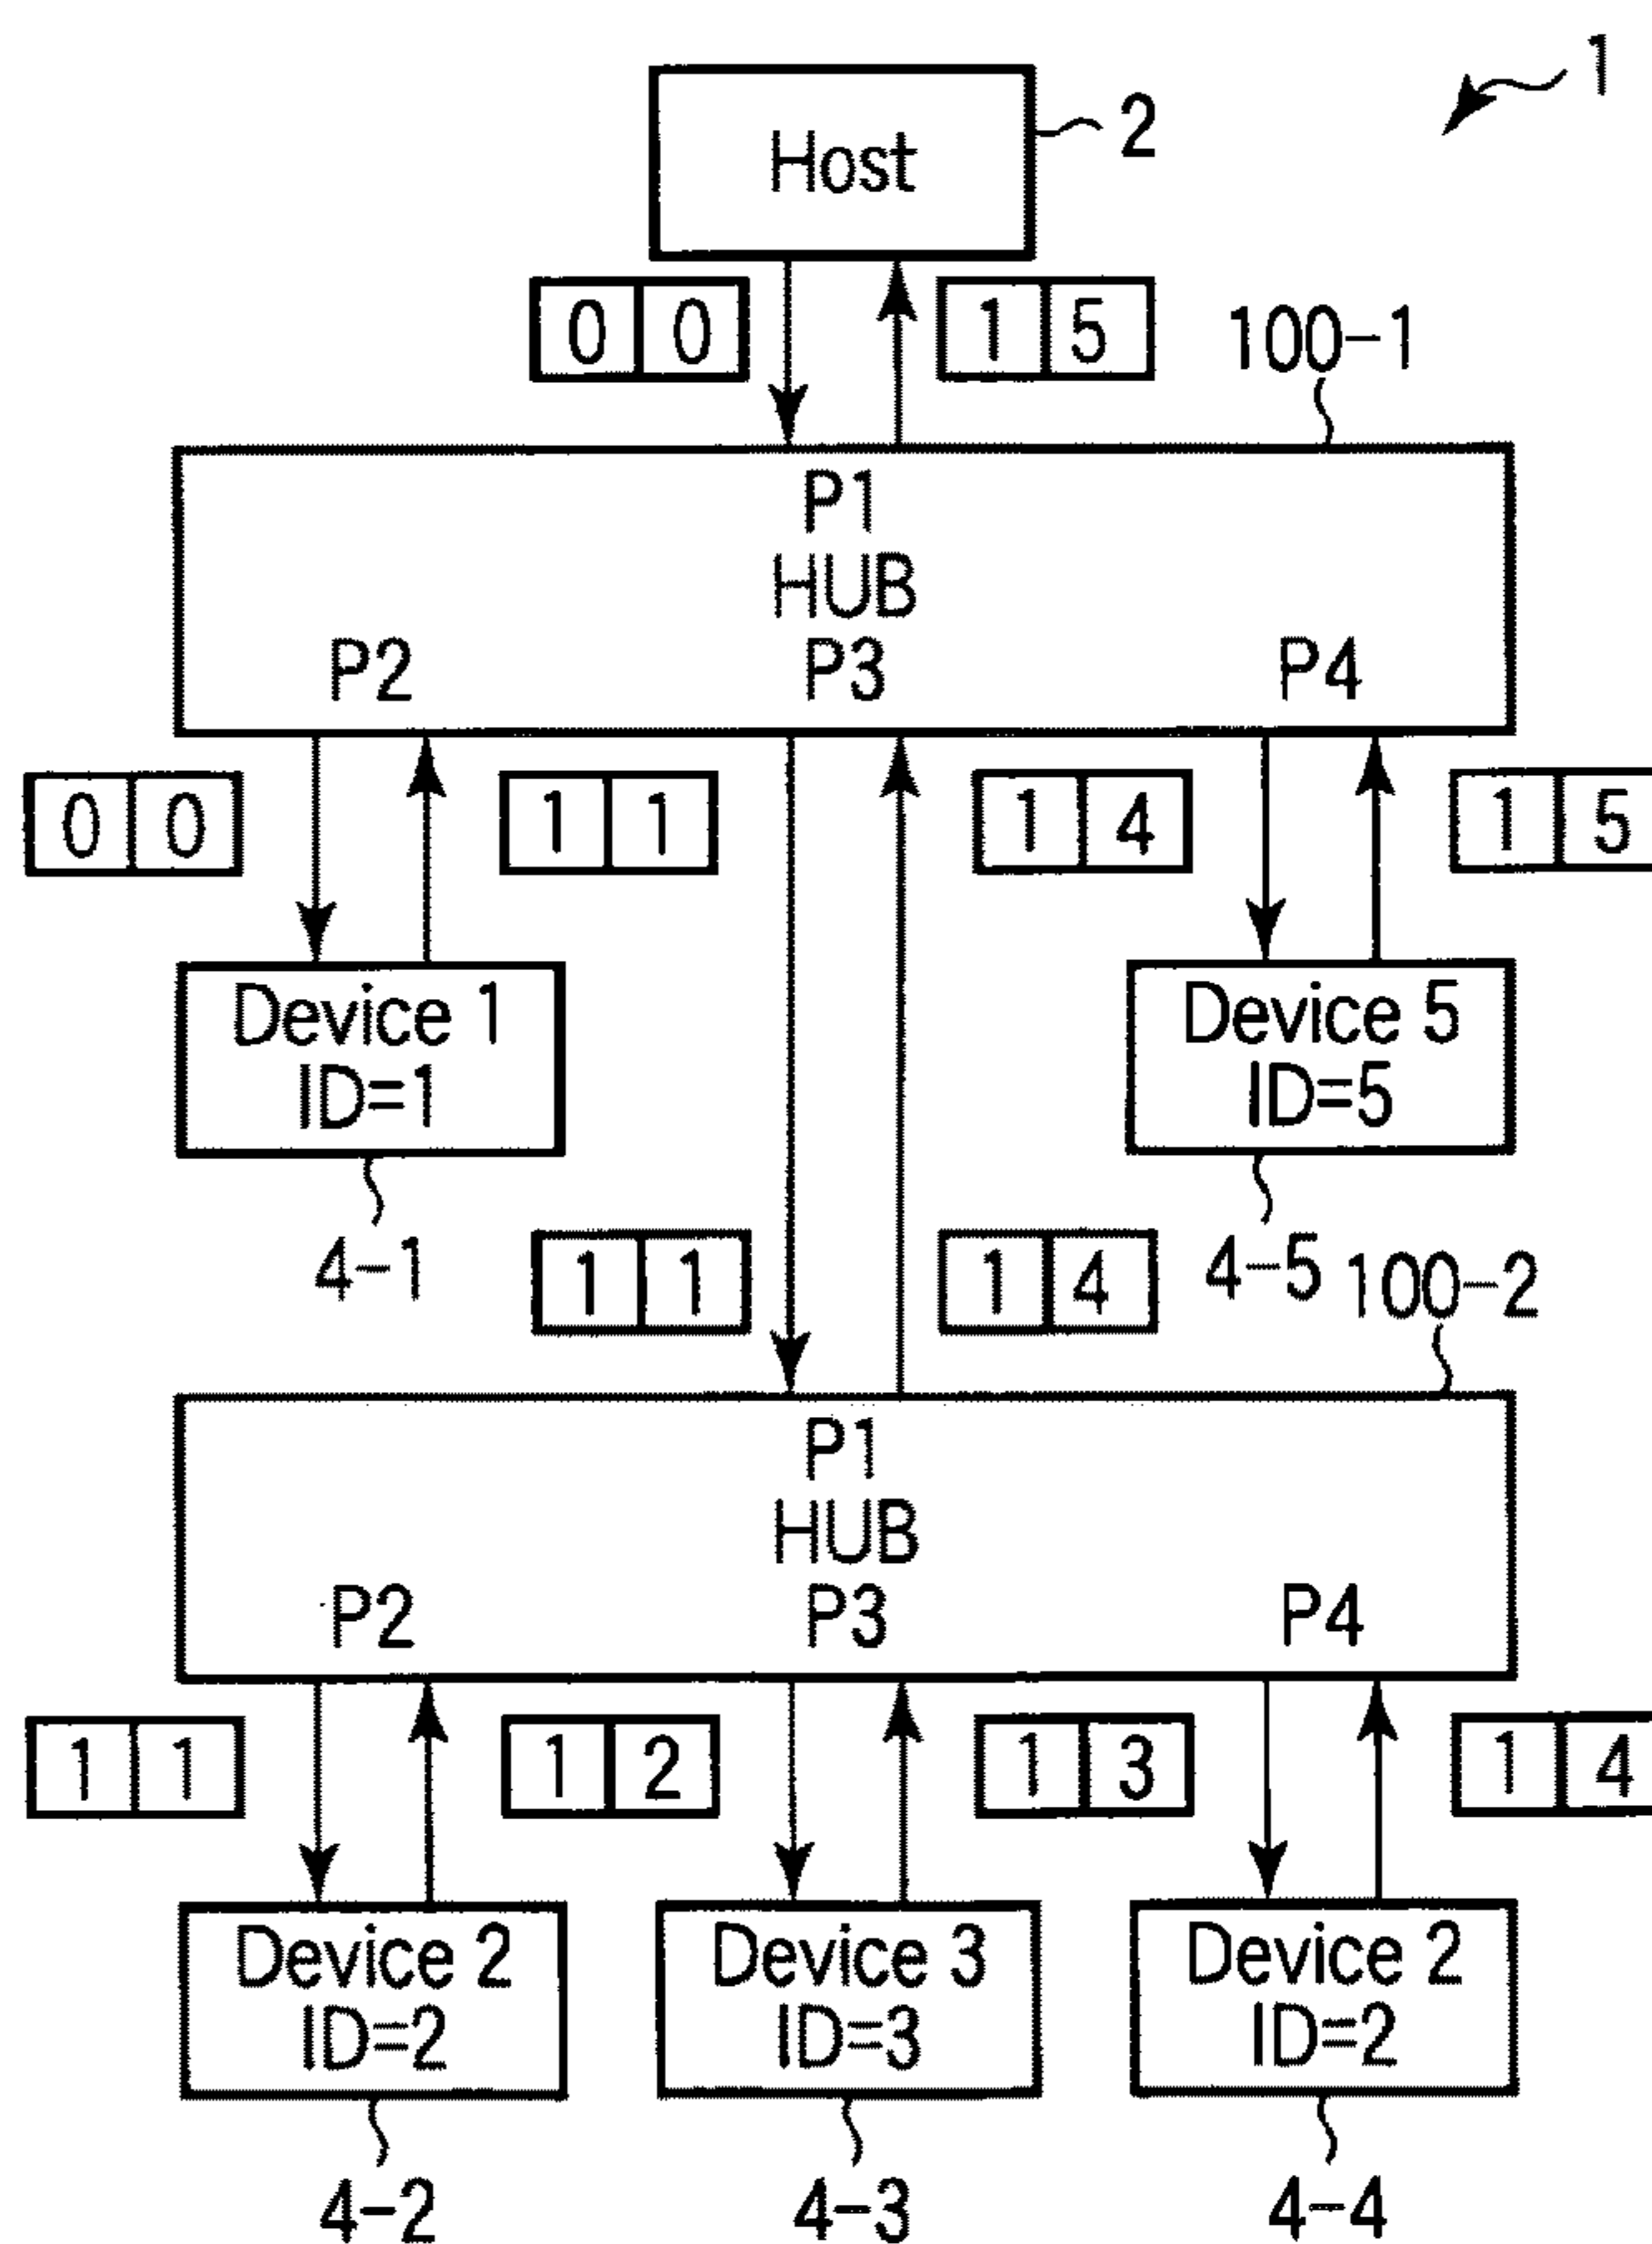 1
Host
2
0 0
1 5
100-1
P1
HUB
P2
P3
P4
0 0
1 1
1 4
1 5
Device 1
ID=1
Device 5
ID=5
4-1
4-5
1 1
1 4
100-2
P1
HUB
P2
P3
P4
1 1
1 2
1 3
1 4
Device 2
ID=2
Device 3
ID=3
Device 2
ID=2
4-2
4-3
4-4